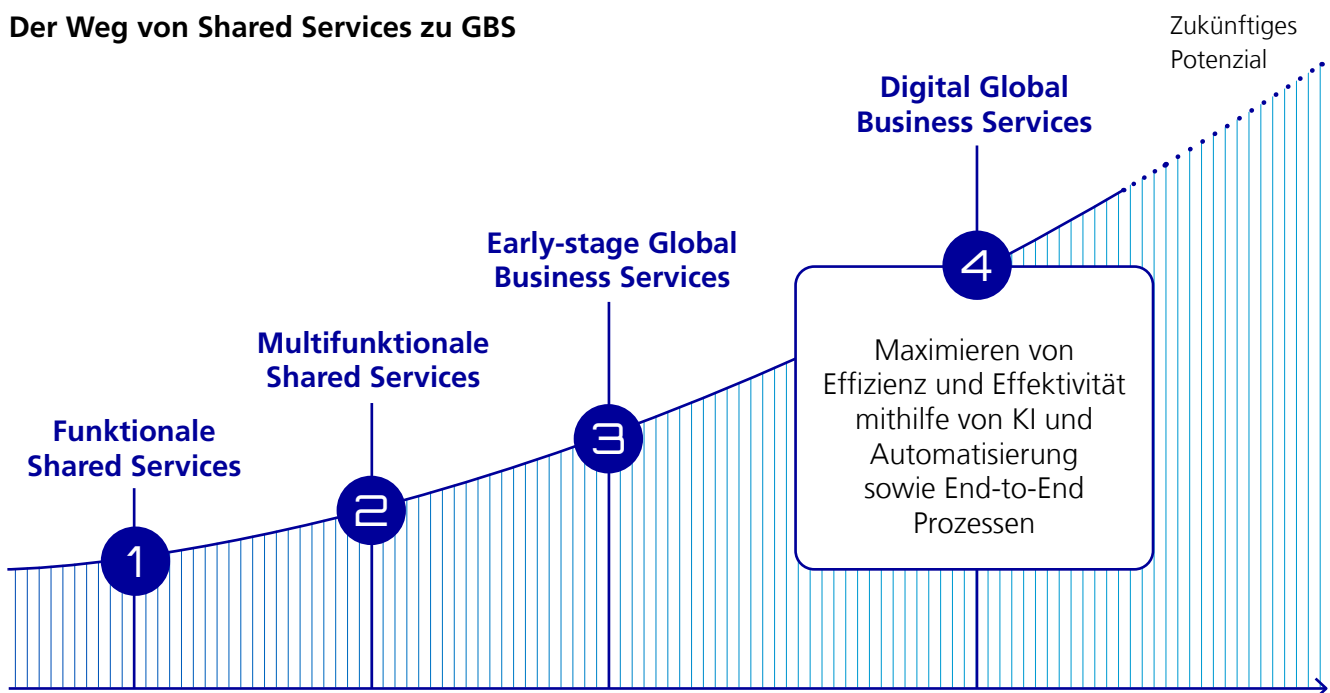 Der Weg von Shared Services zu GBS
Zukünftiges
Potenzial
Digital Global
Business Services
4
Maximieren von
Effizienz und Effektivität
mithilfe von KI und
Automatisierung
sowie End-to-End
Prozessen
Early-stage Global
Business Services
3
Multifunktionale
Shared Services
2
Funktionale
Shared Services
1